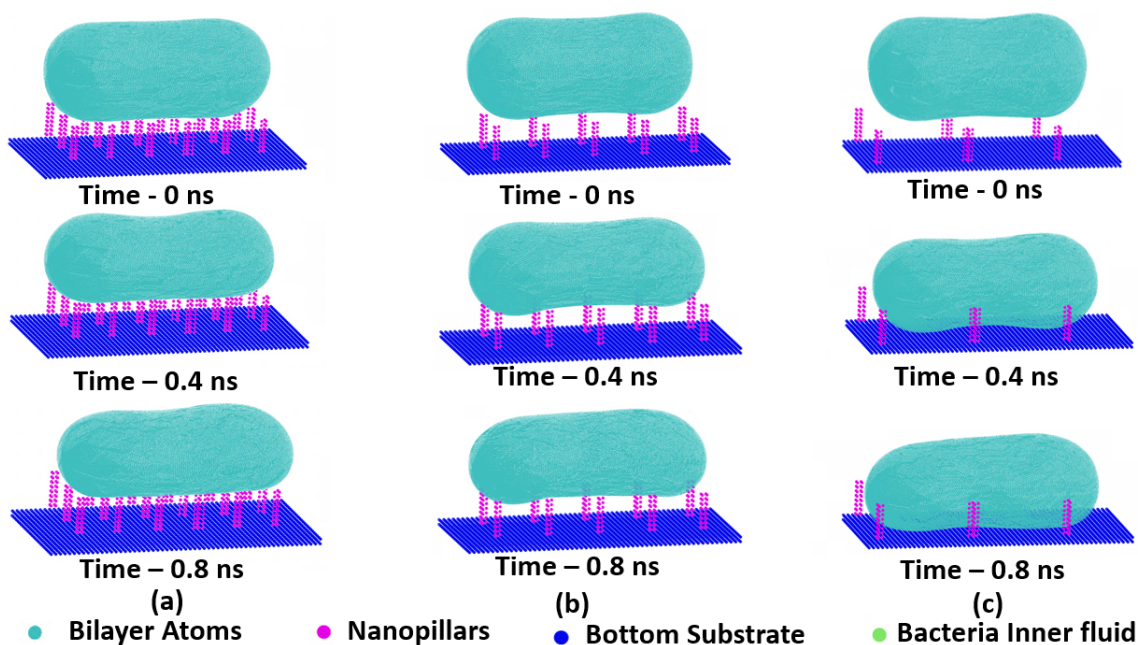 Time - 0 ns
Time - 0 ns
Time - 0 ns
Time – 0.4 ns
Time – 0.4 ns
Time – 0.4 ns
Time – 0.8 ns
Time – 0.8 ns
Time – 0.8 ns
(a)
(b)
(c)
Bilayer Atoms
Nanopillars
Bottom Substrate
Bacteria Inner fluid